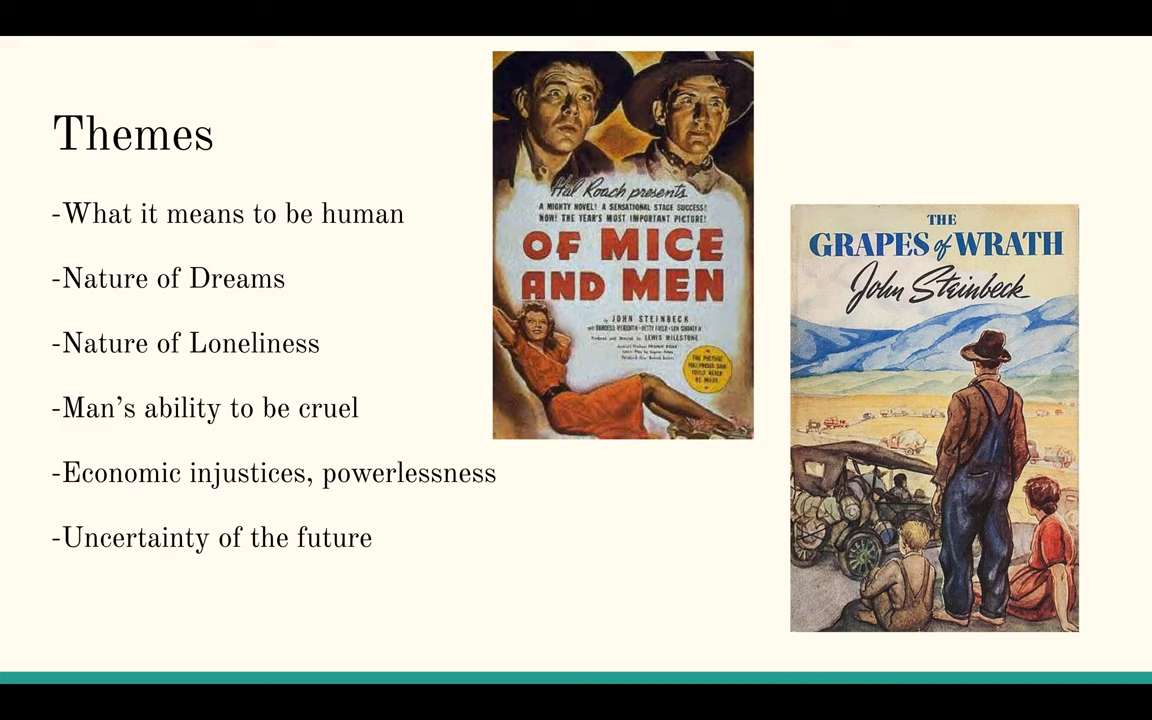 Themes
-What it means to be human
-Nature of Dreams
-Nature of Loneliness
-Man's ability to be cruel
-Economic injustices, powerlessness
-Uncertainty of the future
Hal Roach presents
A MIGHTY NOVEL! A SENSATIONAL STAGE SUCCESS!
NOW! THE YEAR'S MOST IMPORTANT PICTURE!
OF MICE
AND MEN
by JOHN STEINBECK
with BURGESS MEREDITH · BETTY FIELD · LON CHANEY Jr.
Produced and Directed by LEWIS MILESTONE
THE PICTURE
COULD NEVER
BE MADE
THE
GRAPES of WRATH
John Steinbeck